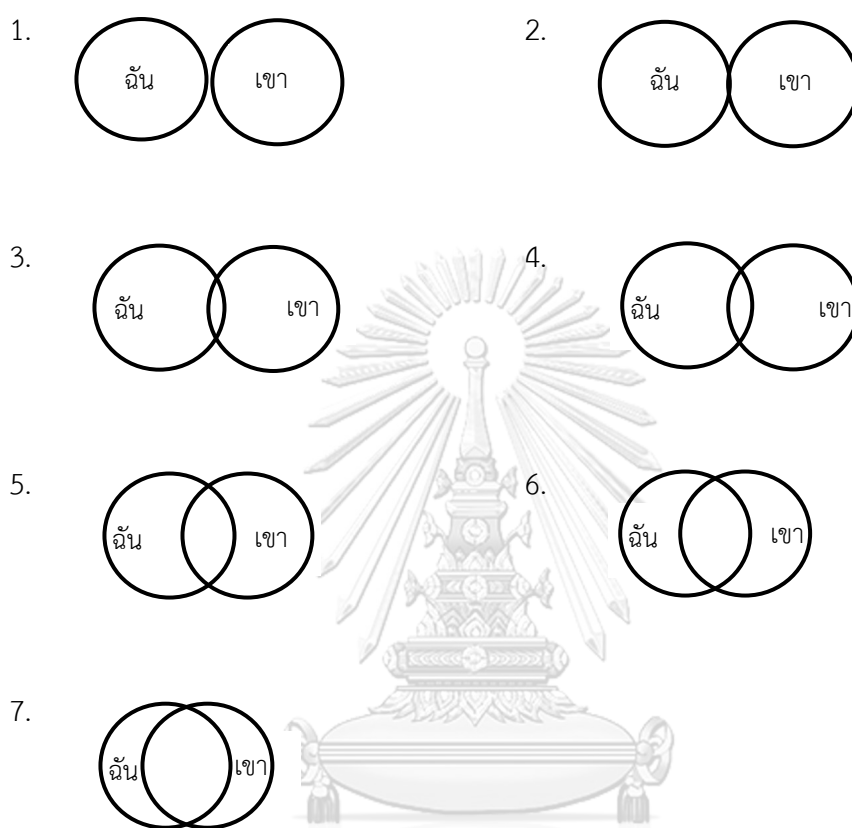 1. ฉัน เขา 2. ฉัน เขา
3. ฉัน เขา 4. ฉัน เขา
5. ฉัน เขา 6. ฉัน เขา
7. ฉัน เขา